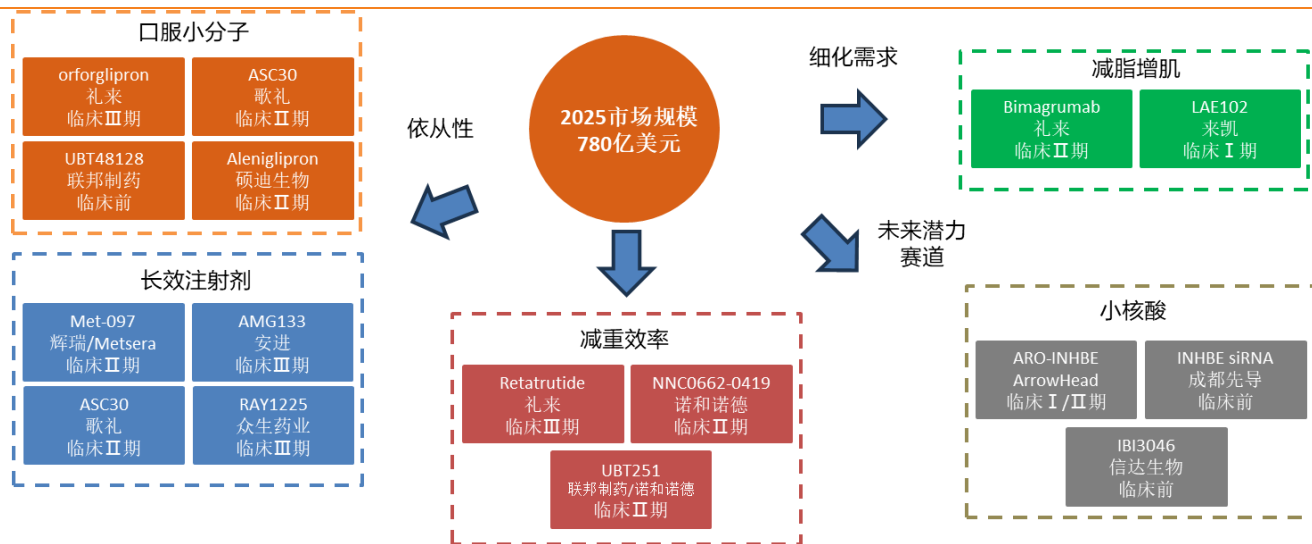 口服小分子
orforglipron
礼来
临床Ⅲ期
ASC30
歌礼
临床Ⅱ期
UBT48128
联邦制药
临床前
Aleniglipron
硕迪生物
临床Ⅱ期
长效注射剂
Met-097
辉瑞/Metsera
临床Ⅱ期
AMG133
安进
临床Ⅲ期
ASC30
歌礼
临床Ⅱ期
RAY1225
众生药业
临床Ⅲ期
依从性
2025市场规模
780亿美元
减重效率
Retatrutide
礼来
临床Ⅲ期
NNC0662-0419
诺和诺德
临床Ⅱ期
UBT251
联邦制药/诺和诺德
临床Ⅱ期
细化需求
减脂增肌
Bimagrumab
礼来
临床Ⅱ期
LAE102
来凯
临床Ⅰ期
未来潜力
赛道
小核酸
ARO-INHBE
ArrowHead
临床Ⅰ/Ⅱ期
INHBE siRNA
成都先导
临床前
IBI3046
信达生物
临床前